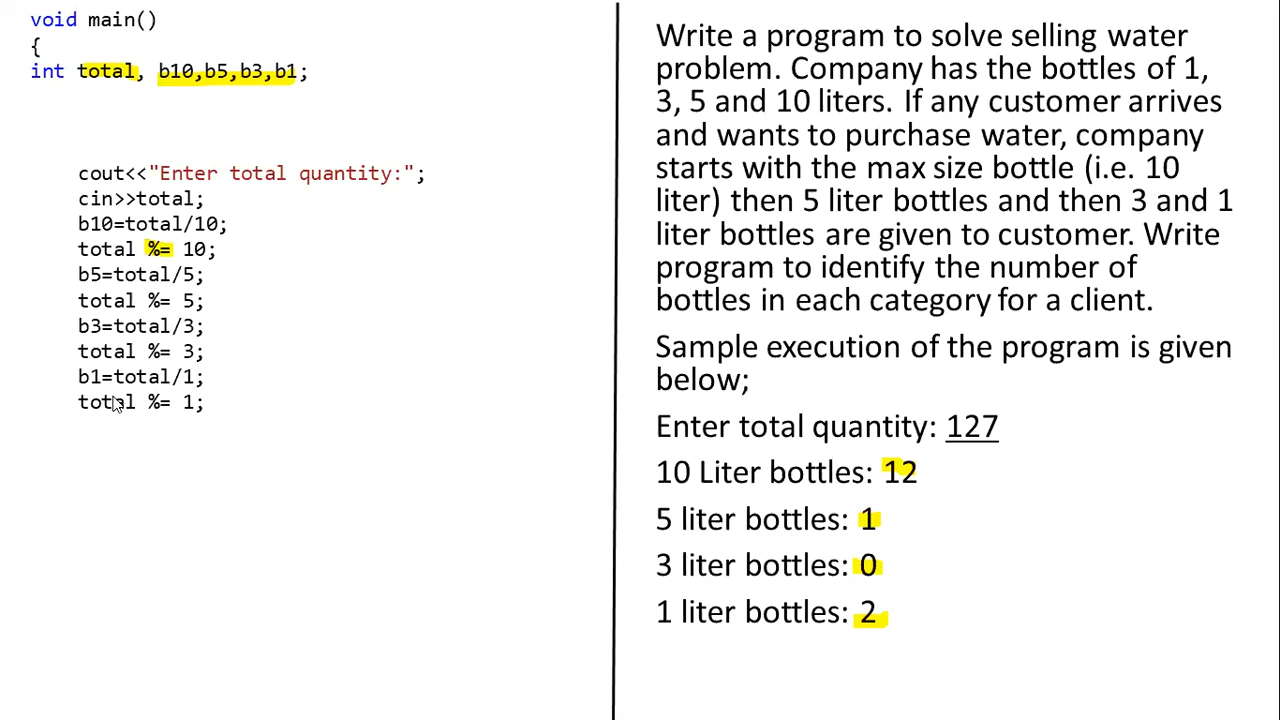 void main()
{
int total, b10,b5,b3,b1;
cout<<"Enter total quantity:";
cin>>total;
b10=total/10;
total %= 10;
b5=total/5;
total %= 5;
b3=total/3;
total %= 3;
b1=total/1;
total %= 1;
Write a program to solve selling water
problem. Company has the bottles of 1,
3, 5 and 10 liters. If any customer arrives
and wants to purchase water, company
starts with the max size bottle (i.e. 10
liter) then 5 liter bottles and then 3 and 1
liter bottles are given to customer. Write
program to identify the number of
bottles in each category for a client.
Sample execution of the program is given
below;
Enter total quantity: 127
10 Liter bottles: 12
5 liter bottles: 1
3 liter bottles: 0
1 liter bottles: 2